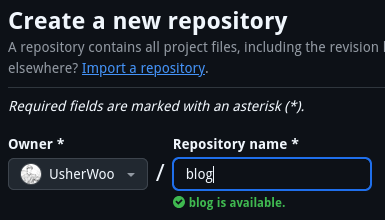 Create a new repository
A repository contains all project files, including the revision
elsewhere? Import a repository.
Required fields are marked with an asterisk (*).
Owner * Repository name *
UsherWoo / blog
blog is available.